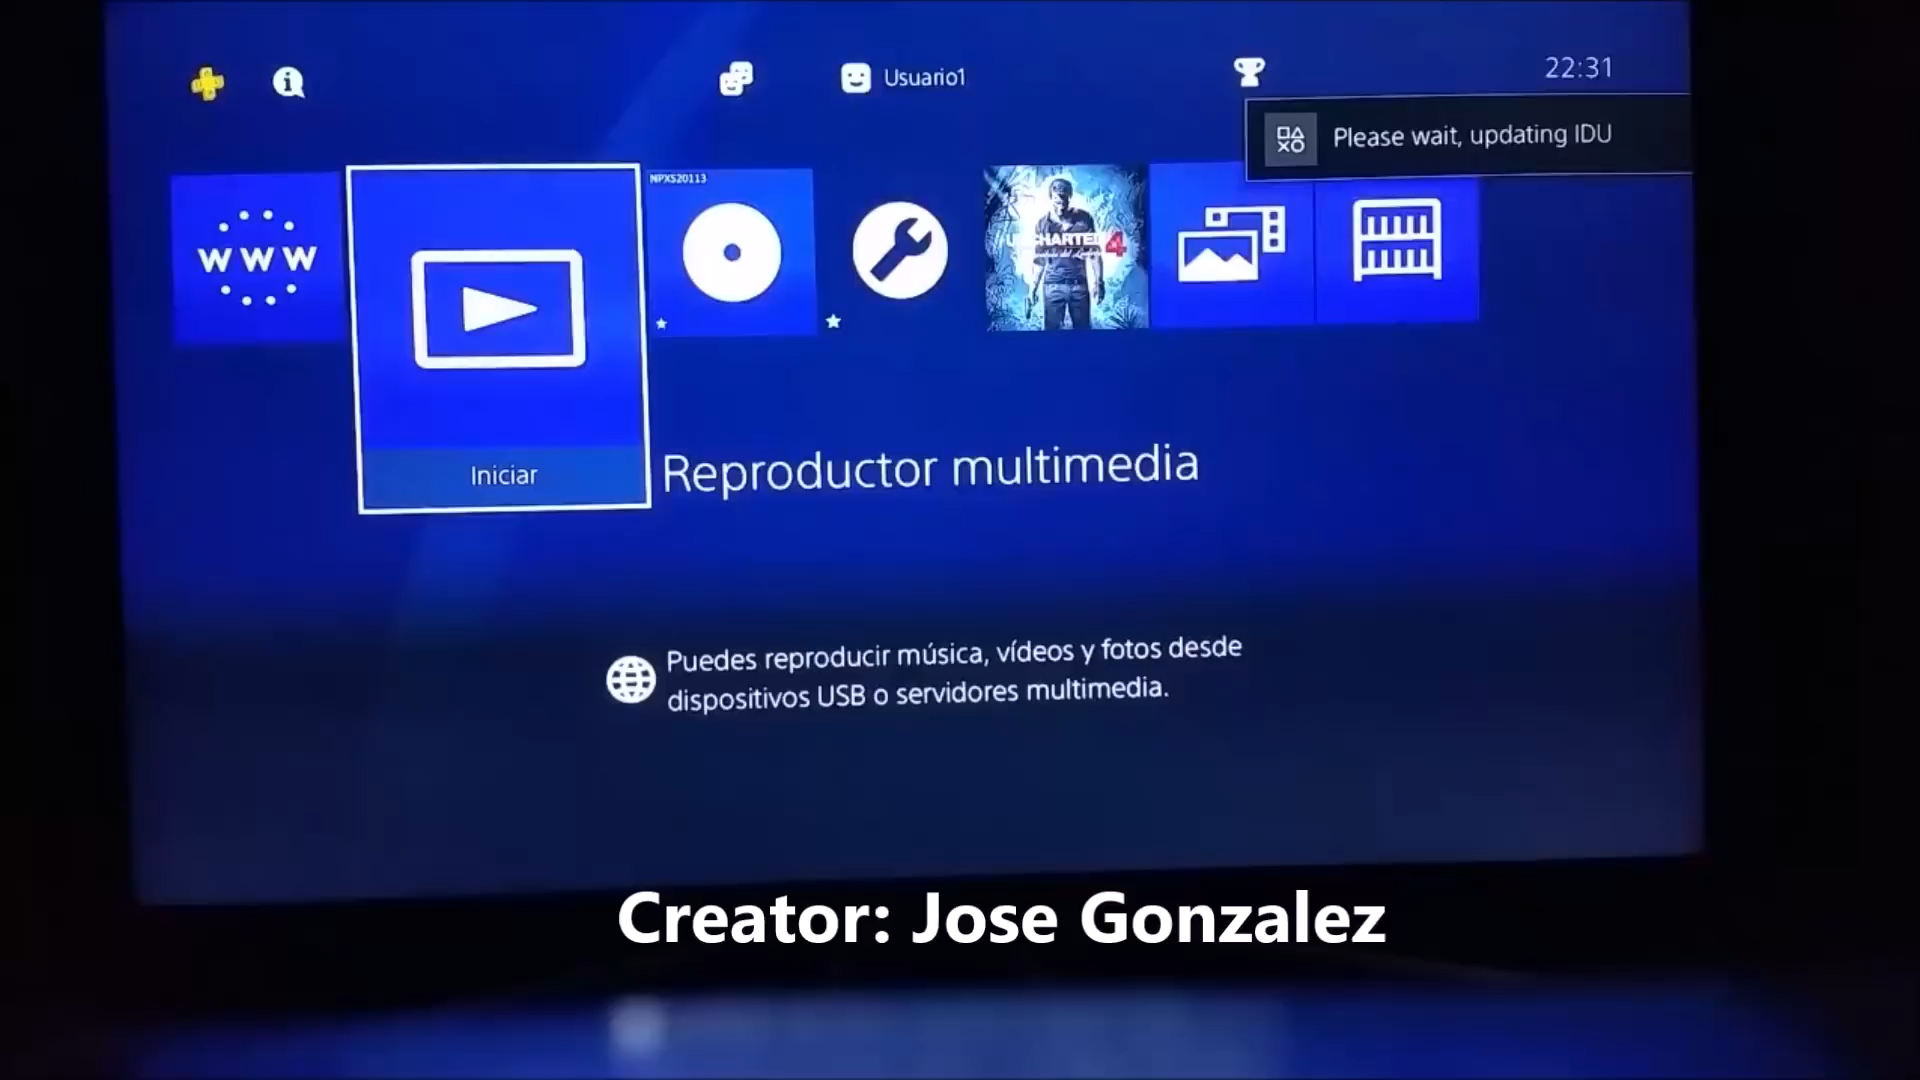 Usuario1
22:31
Please wait, updating IDU
WWW
NPXS20113
UNCHARTED 4
Iniciar
Reproductor multimedia
Puedes reproducir música, vídeos y fotos desde
dispositivos USB o servidores multimedia.
Creator: Jose Gonzalez